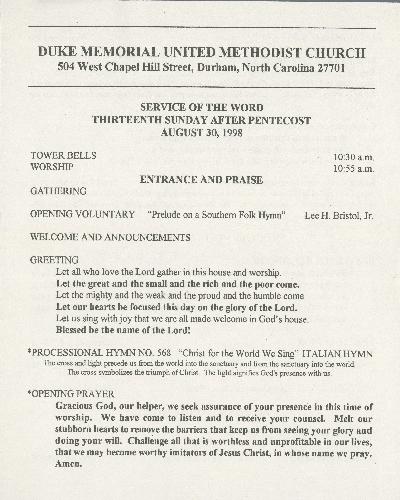 DUKE MEMORIAL UNITED METHODIST CHURCH
504 West Chapel Hill Street, Durham, North Carolina 27701
SERVICE OF THE WORD
THIRTEENTH SUNDAY AFTER PENTECOST
AUGUST 30, 1998
TOWER BELLS 10:30 a.m.
WORSHIP 10:55 a.m.
ENTRANCE AND PRAISE
GATHERING
OPENING VOLUNTARY "Prelude on a Southern Folk Hymn" Lee H. Bristol, Jr.
WELCOME AND ANNOUNCEMENTS
GREETING
Let all who love the Lord gather in this house and worship.
Let the great and the small and the rich and the poor come.
Let the mighty and the weak and the proud and the humble come
Let our hearts be focused this day on the glory of the Lord.
Let us sing with joy that we are all made welcome in God's house.
Blessed be the name of the Lord!
*PROCESSIONAL HYMN NO. 568 "Christ for the World We Sing" ITALIAN HYMN
The cross and light precede us from the world into the sanctuary and from the sanctuary into the world.
The cross symbolizes the triumph of Christ. The light signifies God's presence with us.
*OPENING PRAYER
Gracious God, our helper, we seek assurance of your presence in this time of
worship. We have come to listen and to receive your counsel. Melt our
stubborn hearts to remove the barriers that keep us from seeing your glory and
doing your will. Challenge all that is worthless and unprofitable in our lives,
that we may become worthy imitators of Jesus Christ, in whose name we pray.
Amen.